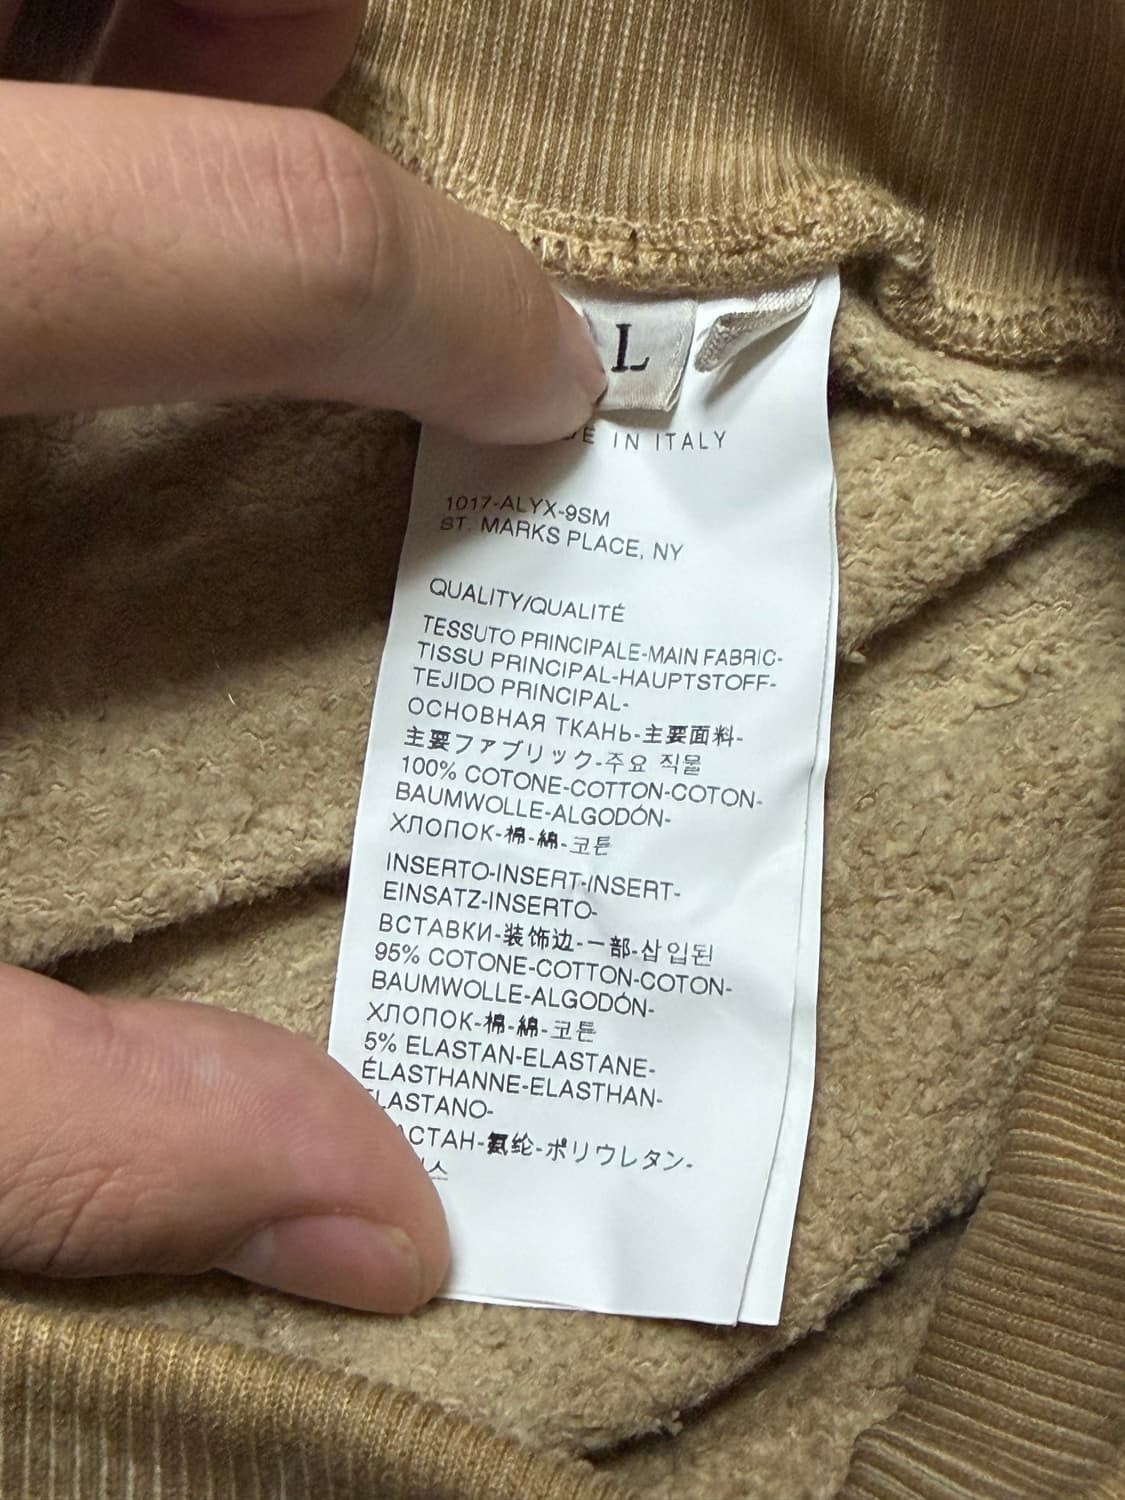 L
IN ITALY
1017-ALYX-9SM
ST. MARKS PLACE, NY
QUALITY/QUALITÉ
TESSUTO PRINCIPALE-MAIN FABRIC-
TISSU PRINCIPAL-HAUPTSTOFF-
TEJIDO PRINCIPAL-
ОСНОВНАЯ ТКАНЬ-主要面料-
主要ファブリック-주요 직물
100% COTONE-COTTON-COTON-
BAUMWOLLE-ALGODÓN-
ХЛОПОК-棉-綿-코튼
INSERTO-INSERT-INSERT-
EINSATZ-INSERTO-
ВСТАВКИ-装饰边-一部-삽입된
95% COTONE-COTTON-COTON-
BAUMWOLLE-ALGODÓN-
ХЛОПОК-棉-綿-코튼
5% ELASTAN-ELASTANE-
ÉLASTHANNE-ELASTHAN-
ELASTANO-
氨纶-ポリウレタン-